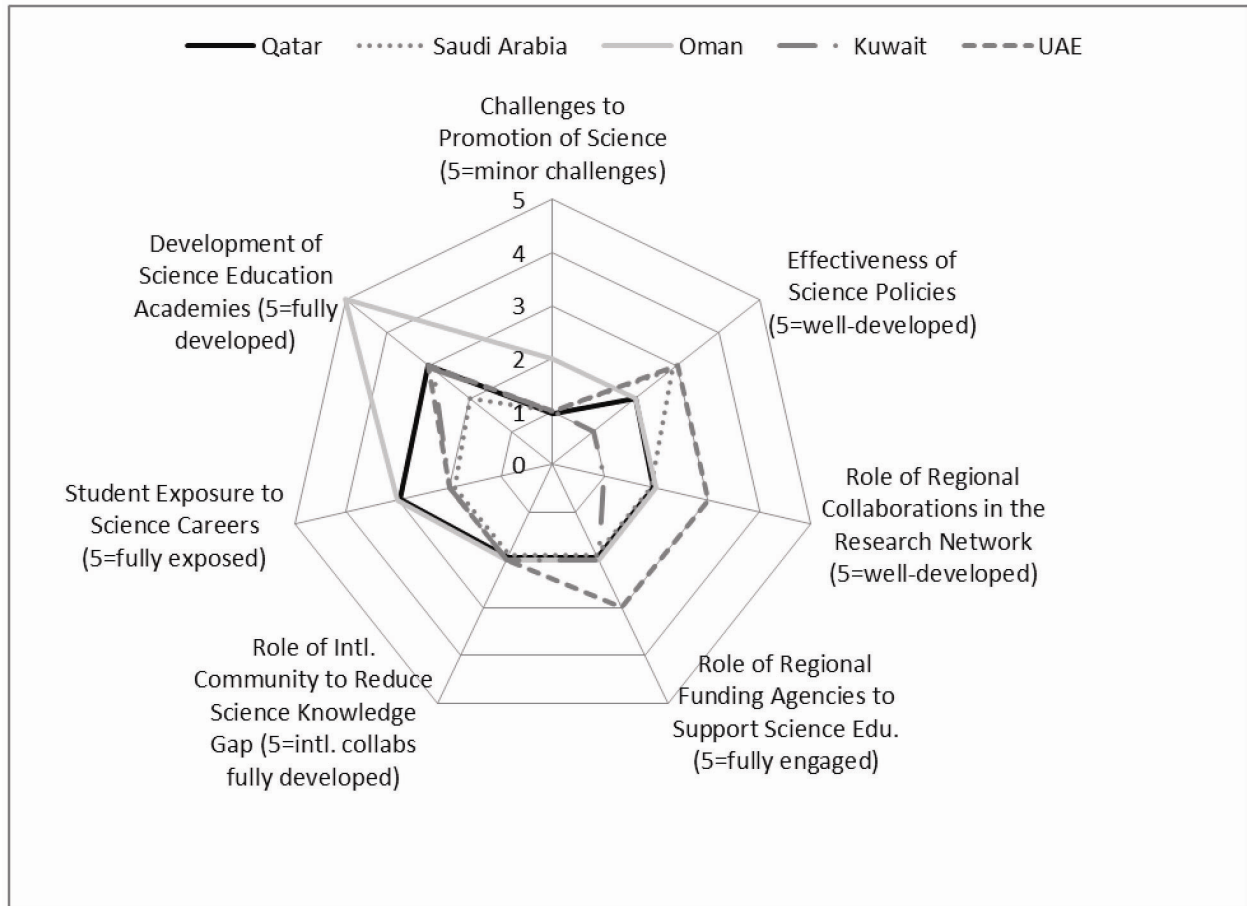 Qatar Saudi Arabia Oman Kuwait UAE
Challenges to
Promotion of Science
(5=minor challenges)
5
4
3
2
1
0
Effectiveness of
Science Policies
(5=well-developed)
Role of Regional
Collaborations in the
Research Network
(5=well-developed)
Role of Regional
Funding Agencies to
Support Science Edu.
(5=fully engaged)
Role of Intl.
Community to Reduce
Science Knowledge
Gap (5=intl. collabs
fully developed)
Student Exposure to
Science Careers
(5=fully exposed)
Development of
Science Education
Academies (5=fully
developed)